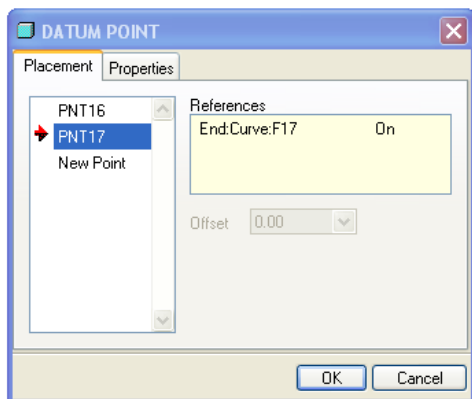 DATUM POINT
Placement Properties
PNT16
PNT17
New Point
References
End:Curve:F17 On
Offset 0.00
OK Cancel